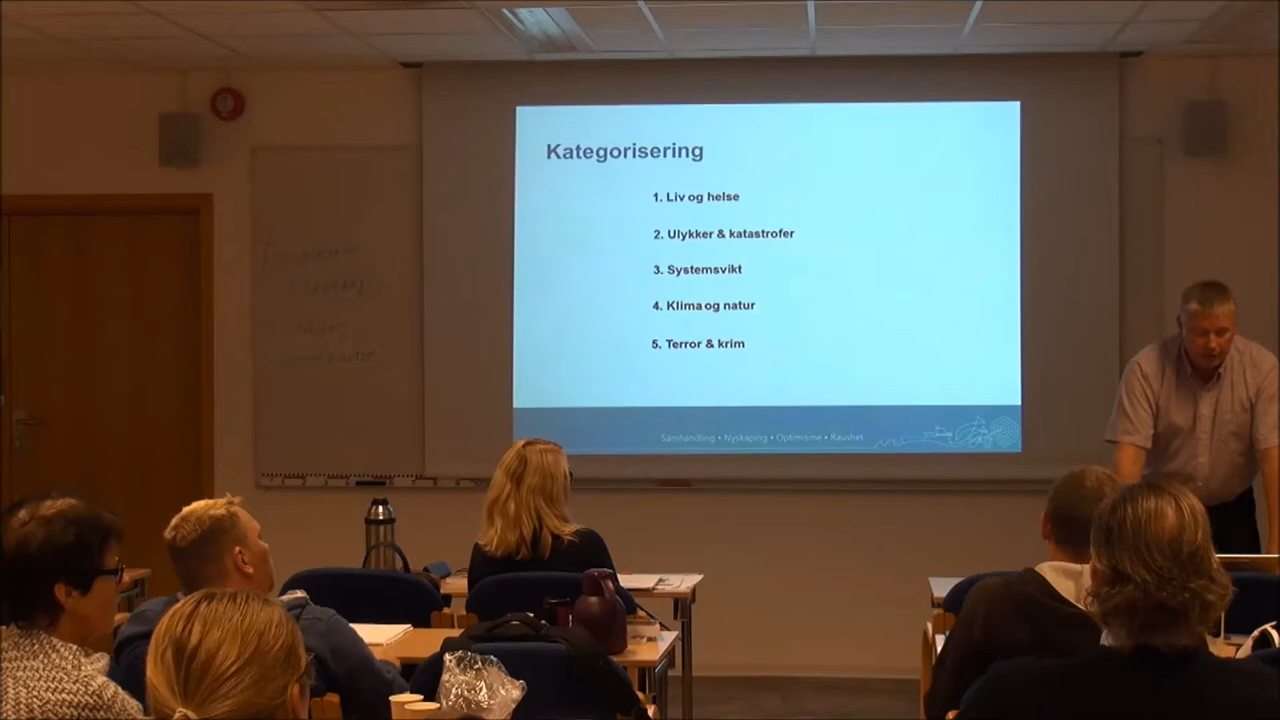 Kategorisering
1. Liv og helse
2. Ulykker & katastrofer
3. Systemsvikt
4. Klima og natur
5. Terror & krim
Samhandling • Nyskaping • Optimisme • Raushet